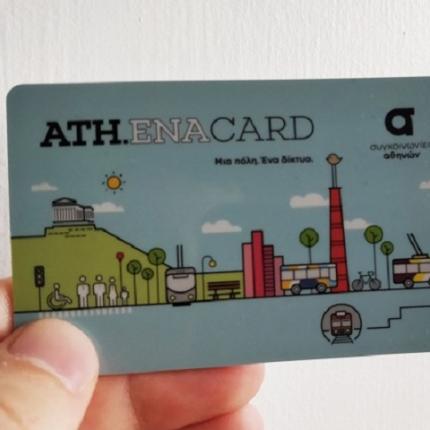 ATH.ENACARD
Μια πόλη. Ένα δίκτυο.
συγκοινωνίες
αθηνών